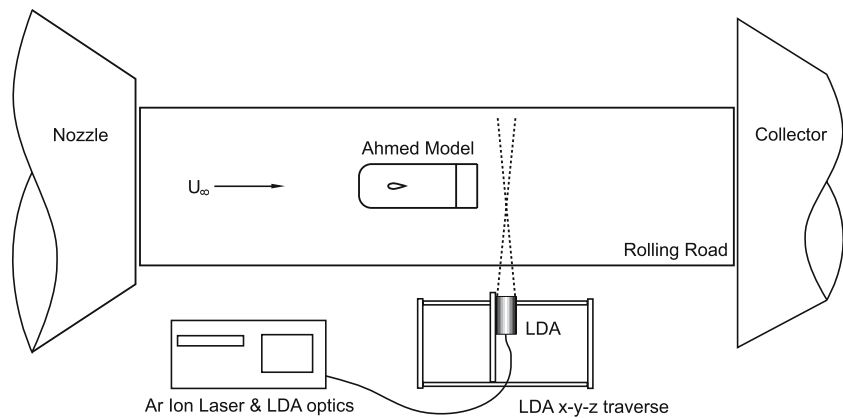 Nozzle
Collector
Ahmed Model
U∞
Rolling Road
LDA
Ar Ion Laser & LDA optics
LDA x-y-z traverse